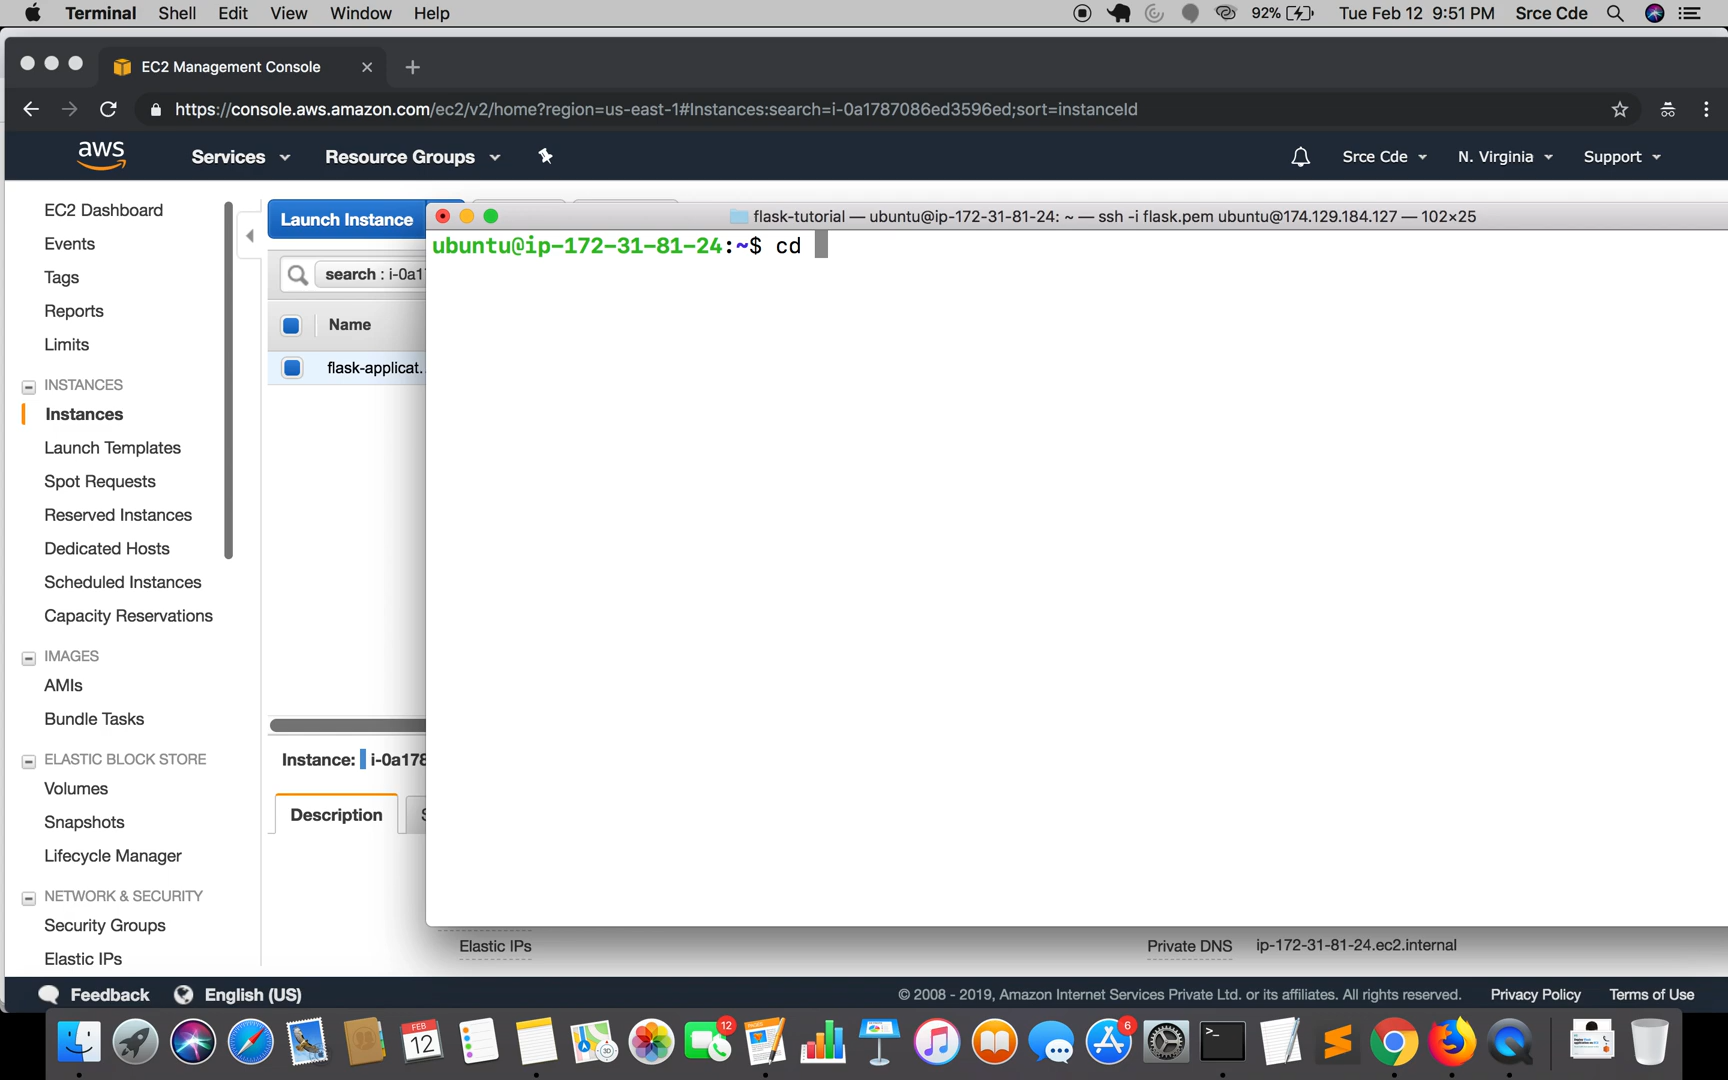 Terminal Shell Edit View Window Help 92% Tue Feb 12 9:51 PM Srce Cde
EC2 Management Console
https://console.aws.amazon.com/ec2/v2/home?region=us-east-1#Instances:search=i-0a1787086ed3596ed;sort=instanceId
aws Services Resource Groups Srce Cde N. Virginia Support
EC2 Dashboard
Events
Tags
Reports
Limits
INSTANCES
Instances
Launch Templates
Spot Requests
Reserved Instances
Dedicated Hosts
Scheduled Instances
Capacity Reservations
IMAGES
AMIs
Bundle Tasks
ELASTIC BLOCK STORE
Volumes
Snapshots
Lifecycle Manager
NETWORK & SECURITY
Security Groups
Elastic IPs
Launch Instance
search : i-0a17
Name
flask-applicat...
Instance: i-0a178
Description
flask-tutorial — ubuntu@ip-172-31-81-24: ~ — ssh -i flask.pem ubuntu@174.129.184.127 — 102×25
ubuntu@ip-172-31-81-24:~$ cd
Elastic IPs
Private DNS ip-172-31-81-24.ec2.internal
Feedback English (US) © 2008 - 2019, Amazon Internet Services Private Ltd. or its affiliates. All rights reserved. Privacy Policy Terms of Use
FEB
12
12
6